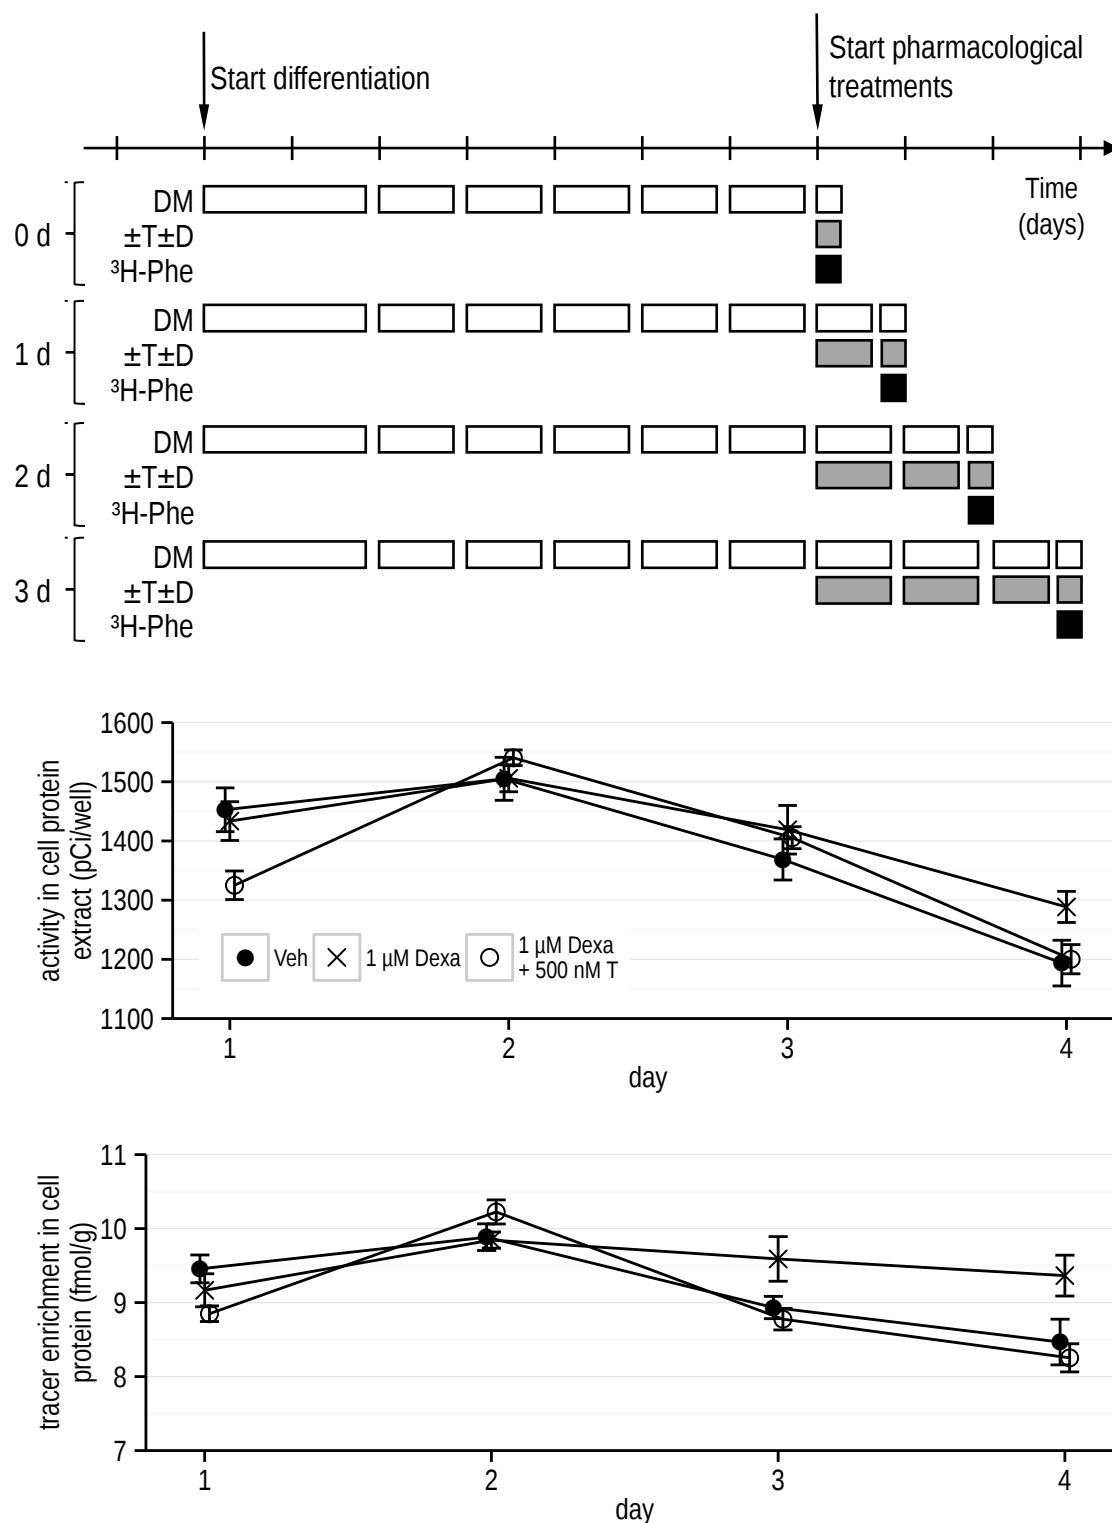 Start differentiation
Start pharmacological
treatments
Time
(days)
0 d
DM
±T±D
³H-Phe
1 d
DM
±T±D
³H-Phe
2 d
DM
±T±D
³H-Phe
3 d
DM
±T±D
³H-Phe
activity in cell protein
extract (pCi/well)
1600
1500
1400
1300
1200
1100
Veh
1 µM Dexa
1 µM Dexa
+ 500 nM T
1
2
3
4
day
tracer enrichment in cell
protein (fmol/g)
11
10
9
8
7
1
2
3
4
day